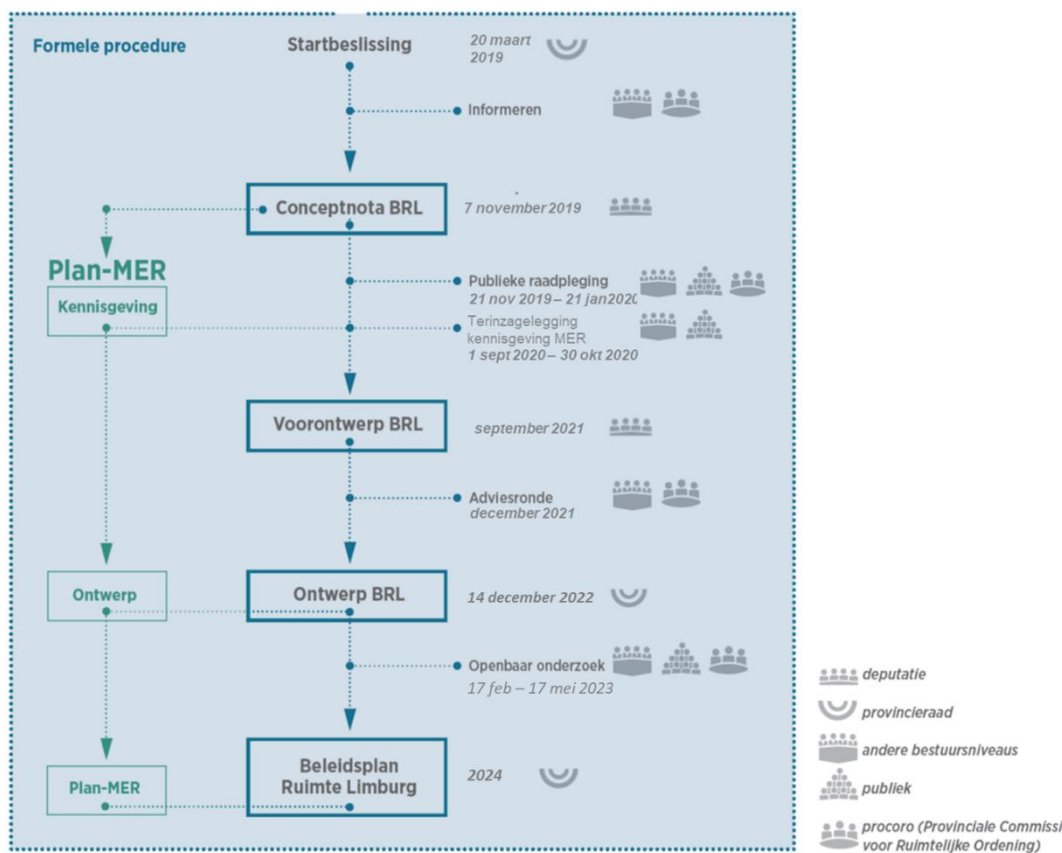 Formele procedure
Startbeslissing
20 maart
2019
Informeren
Conceptnota BRL
7 november 2019
Plan-MER
Kennisgeving
Publieke raadpleging
21 nov 2019 – 21 jan 2020
Terinzagelegging
kennisgeving MER
1 sept 2020 – 30 okt 2020
Voorontwerp BRL
september 2021
Adviesronde
december 2021
Ontwerp
Ontwerp BRL
14 december 2022
Openbaar onderzoek
17 feb – 17 mei 2023
Plan-MER
Beleidsplan
Ruimte Limburg
2024
deputatie
provincieraad
andere bestuursniveaus
publiek
procoro (Provinciale Commissi
voor Ruimtelijke Ordening)